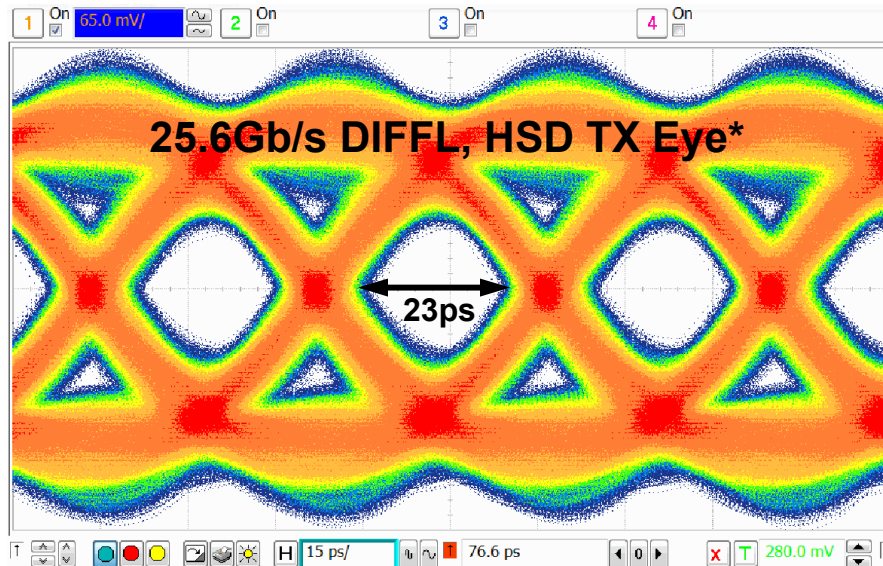 1 On 65.0 mV/ 2 On 3 On 4 On
25.6Gb/s DIFFL, HSD TX Eye*
23ps
H 15 ps/ 76.6 ps 0 X T 280.0 mV